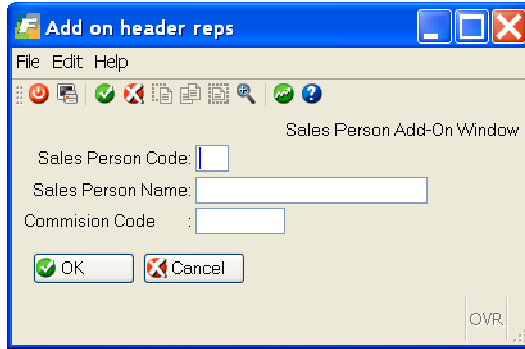 Add on header reps
File Edit Help
Sales Person Add-On Window
Sales Person Code:
Sales Person Name:
Commision Code :
OK Cancel
OVR